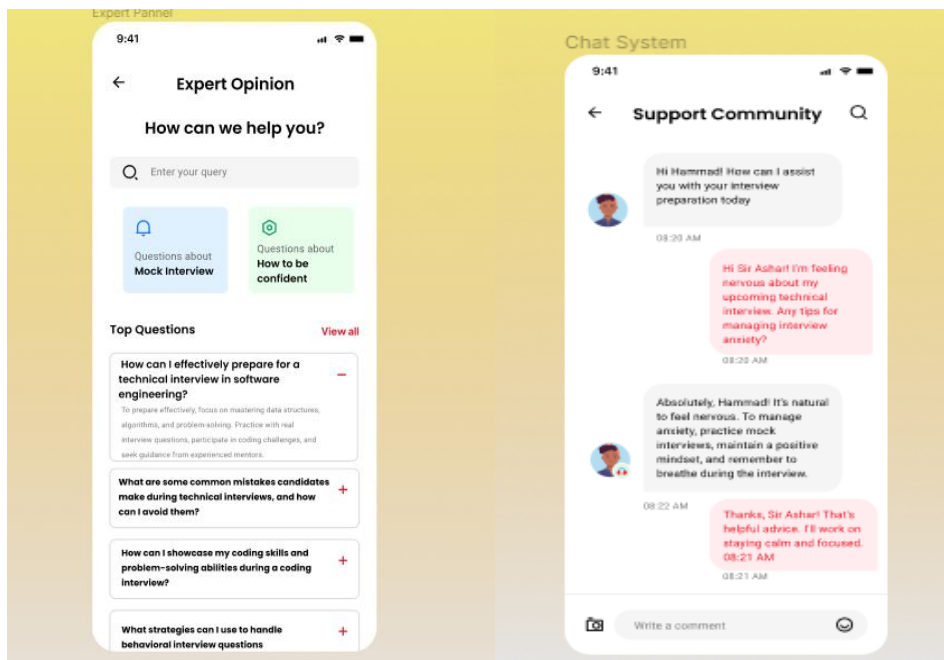 Expert Pannel
9:41
Expert Opinion
How can we help you?
Enter your query
Questions about
Mock Interview
Questions about
How to be
confident
Top Questions
View all
How can I effectively prepare for a
technical interview in software
engineering?
To prepare effectively, focus on mastering data structures,
algorithms, and problem-solving. Practice with real
interview questions, participate in coding challenges, and
seek guidance from experienced mentors.
What are some common mistakes candidates
make during technical interviews, and how
can I avoid them?
How can I showcase my coding skills and
problem-solving abilities during a coding
interview?
What strategies can I use to handle
behavioral interview questions
Chat System
9:41
Support Community
Hi Hammad! How can I assist
you with your interview
preparation today
08:20 AM
Hi Sir Ashar! I'm feeling
nervous about my
upcoming technical
interview. Any tips for
managing interview
anxiety?
08:20 AM
Absolutely, Hammad! It's natural
to feel nervous. To manage
anxiety, practice mock
interviews, maintain a positive
mindset, and remember to
breathe during the interview.
08:22 AM
Thanks, Sir Ashar! That's
helpful advice. I'll work on
staying calm and focused.
08:21 AM
08:21 AM
Write a comment